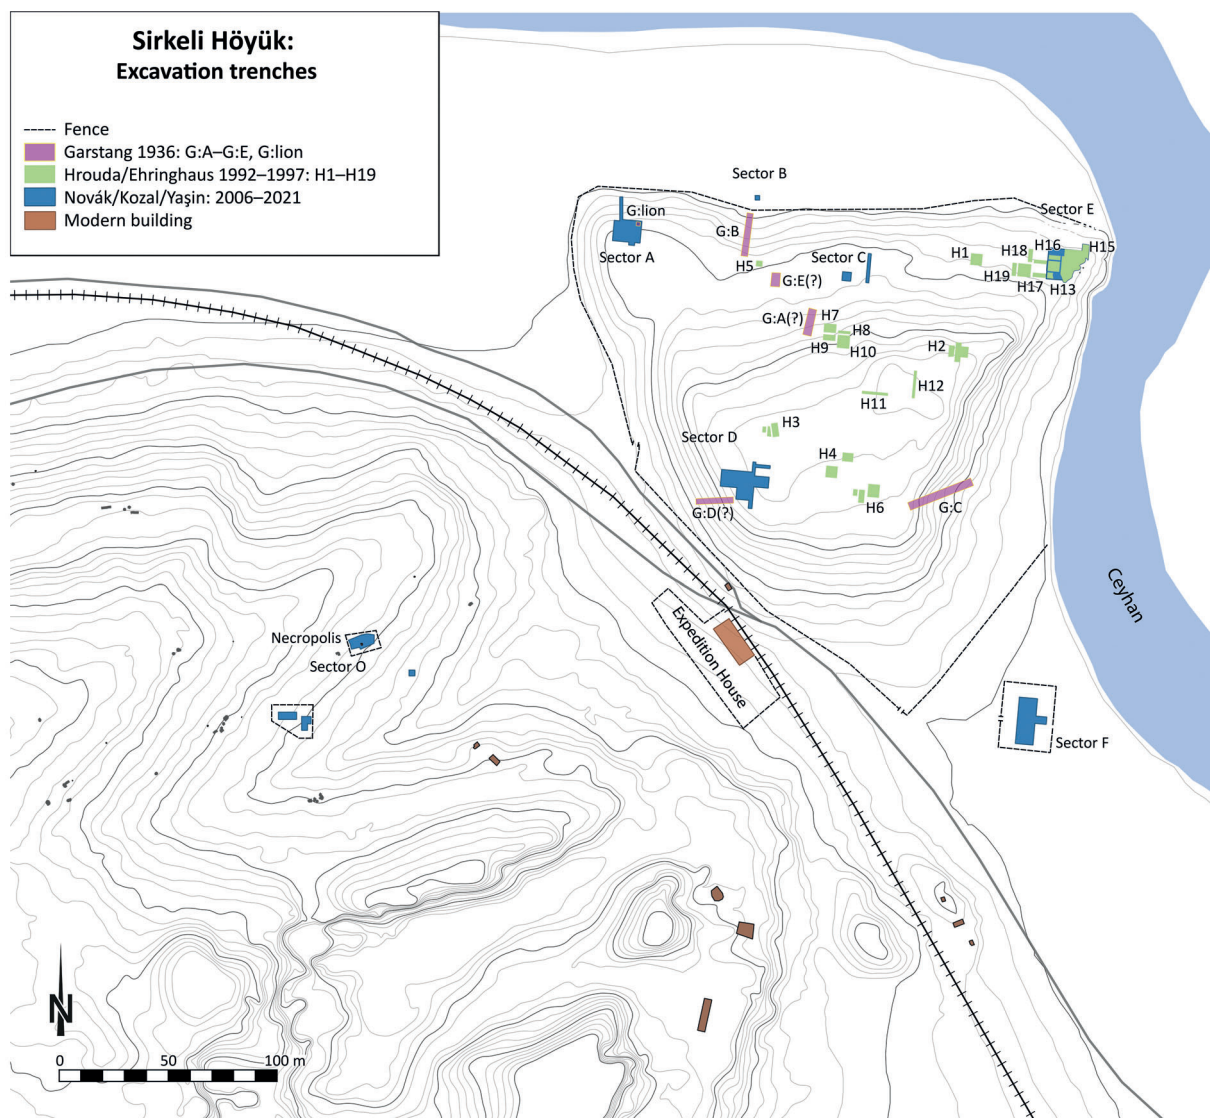 Sirkeli Höyük:
Excavation trenches
Fence
Garstang 1936: G:A–G:E, G:lion
Hrouda/Ehringhaus 1992–1997: H1–H19
Novák/Kozal/Yaşin: 2006–2021
Modern building
Sector B
G:lion
Sector E
G:B
Sector A
H5
G:E(?)
Sector C
H1
H18
H16
H15
H19
H17
H13
G:A(?)
H7
H8
H9
H10
H2
H12
H11
H3
Sector D
H4
H6
G:D(?)
G:C
Ceyhan
Necropolis
Sector O
Expedition House
Sector F
N
0
50
100 m